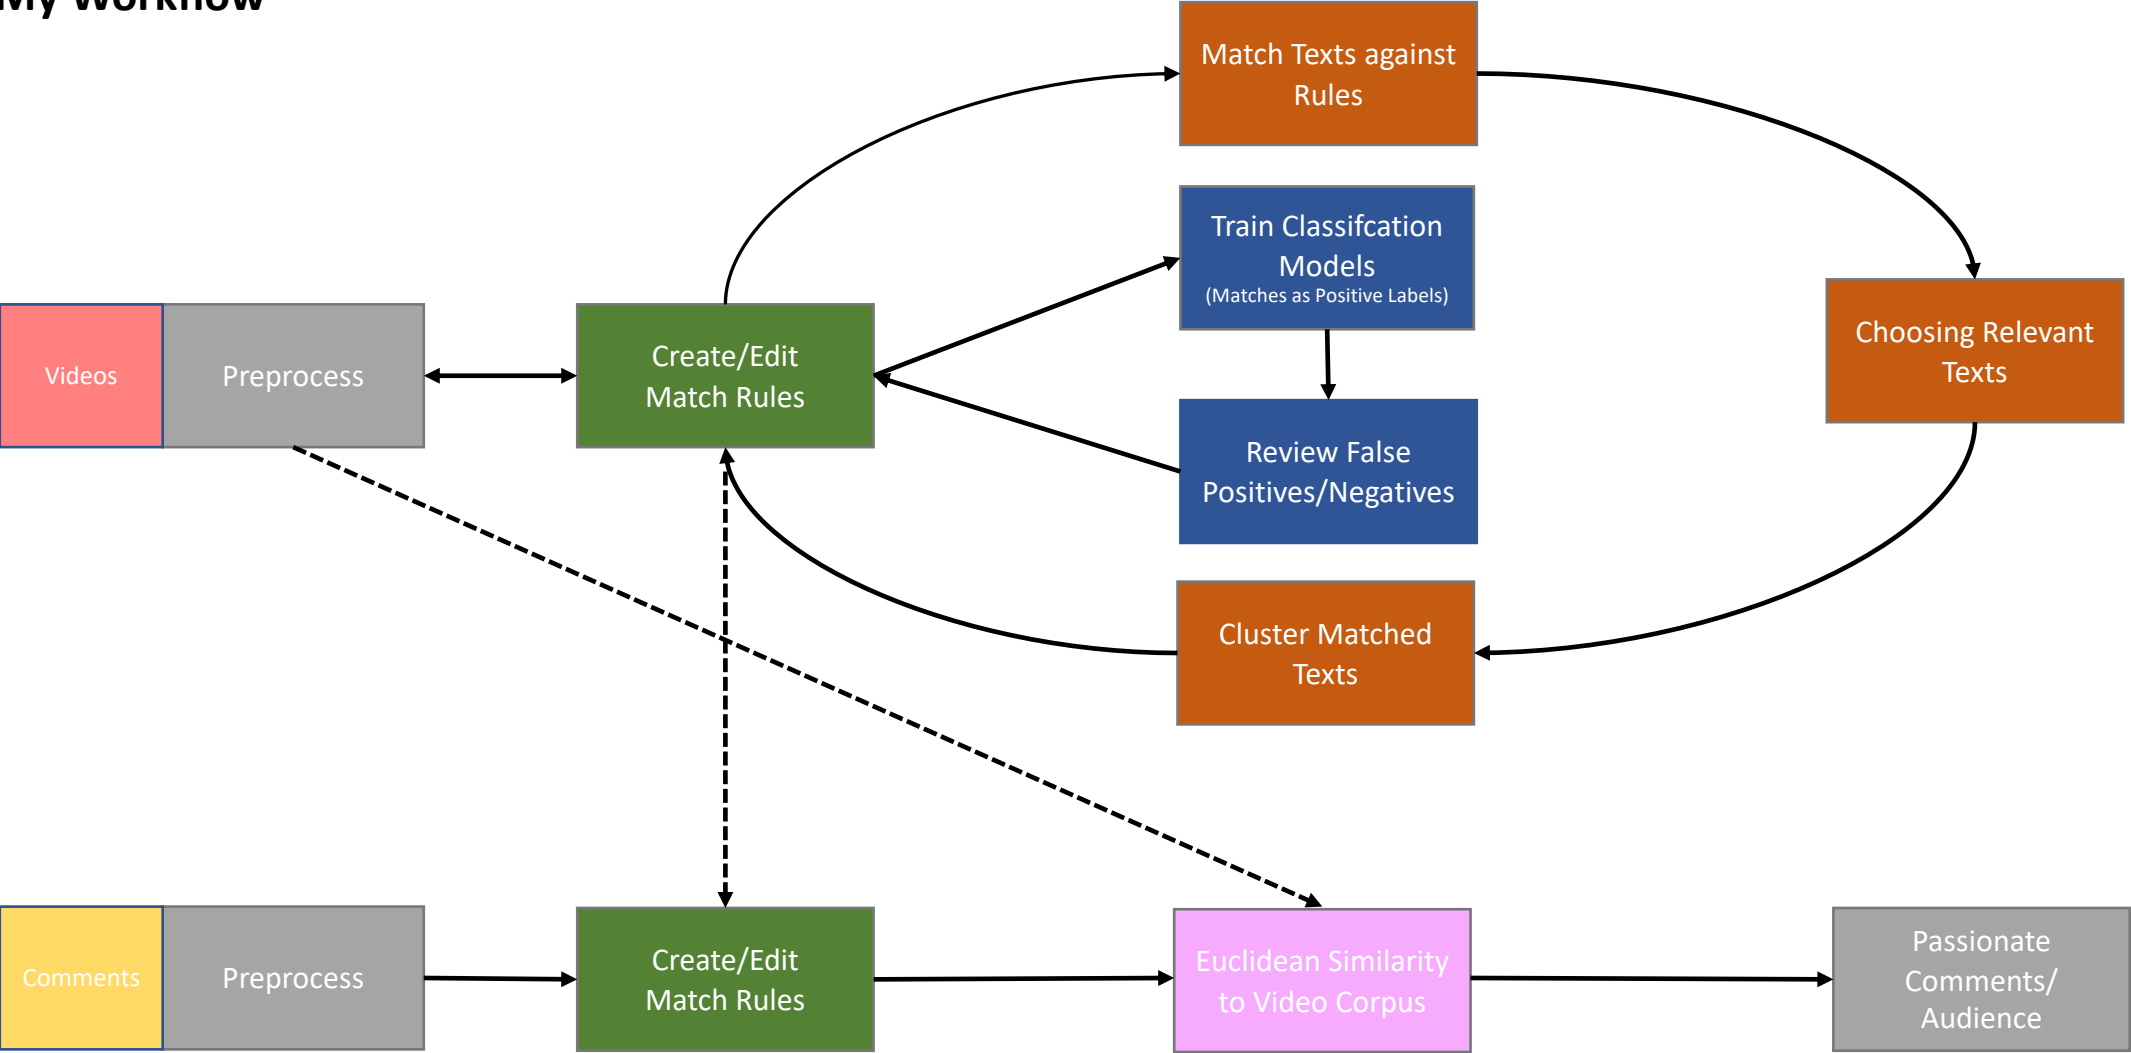 My Workflow
Match Texts against
Rules
Train Classifcation
Models
(Matches as Positive Labels)
Choosing Relevant
Texts
Videos
Preprocess
Create/Edit
Match Rules
Review False
Positives/Negatives
Cluster Matched
Texts
Comments
Preprocess
Create/Edit
Match Rules
Euclidean Similarity
to Video Corpus
Passionate
Comments/
Audience